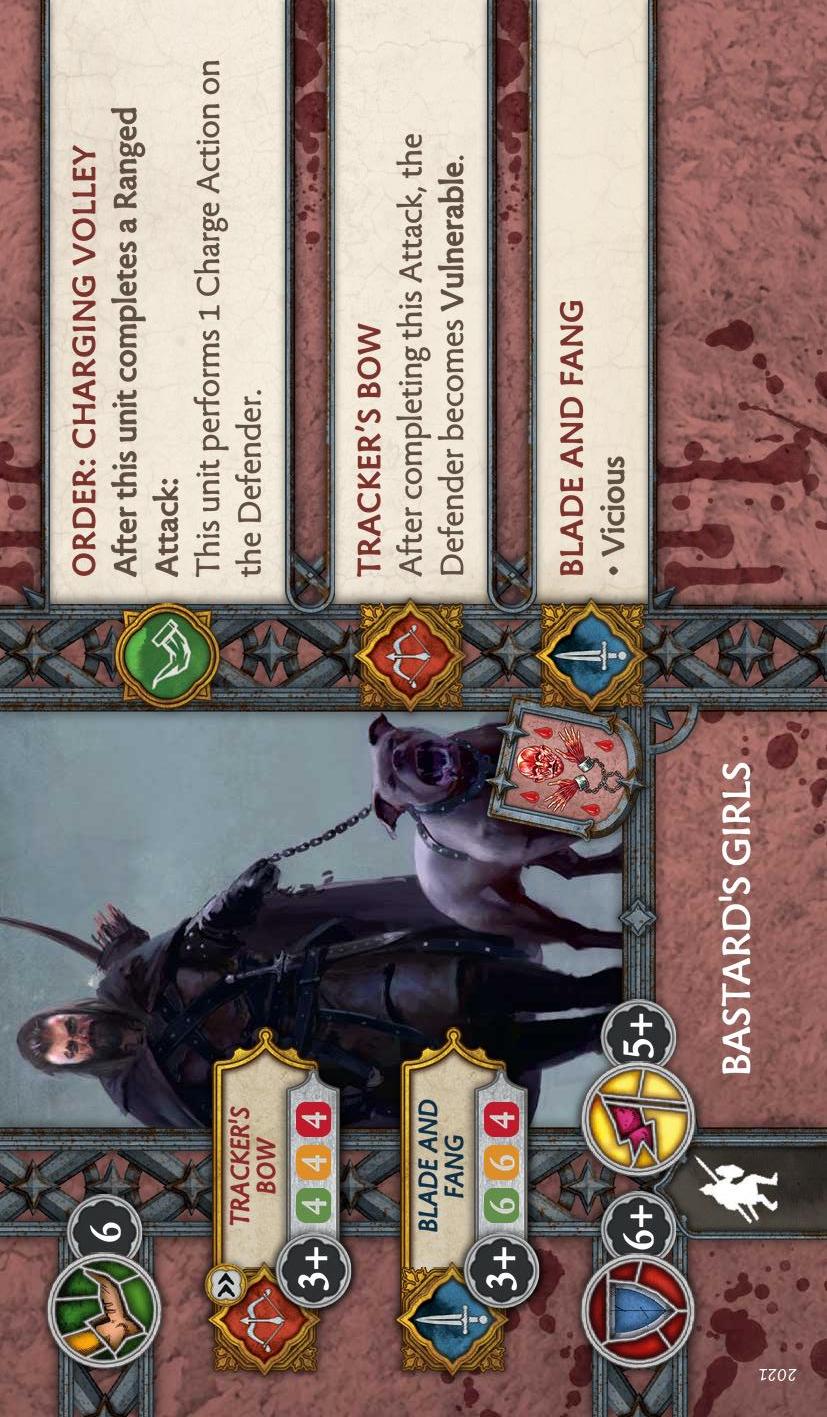 6
TRACKER'S
BOW
3+
4 4 4
BLADE AND
FANG
3+
6 6 4
6+
5+
BASTARD'S GIRLS
ORDER: CHARGING VOLLEY
After this unit completes a Ranged
Attack:
This unit performs 1 Charge Action on
the Defender.
TRACKER'S BOW
After completing this Attack, the
Defender becomes Vulnerable.
BLADE AND FANG
• Vicious
2021